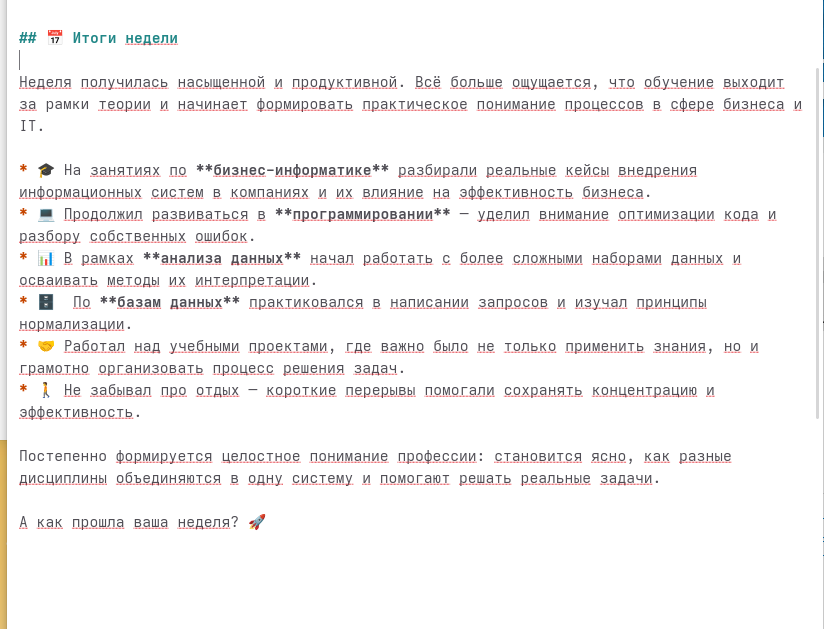 ## 📅 Итоги недели
Неделя получилась насыщенной и продуктивной. Всё больше ощущается, что обучение выходит
за рамки теории и начинает формировать практическое понимание процессов в сфере бизнеса и
IT.
* 🎓 На занятиях по **бизнес-информатике** разбирали реальные кейсы внедрения
информационных систем в компаниях и их влияние на эффективность бизнеса.
* 💻 Продолжил развиваться в **программировании** — уделил внимание оптимизации кода и
разбору собственных ошибок.
* 📊 В рамках **анализа данных** начал работать с более сложными наборами данных и
осваивать методы их интерпретации.
* 🗄️ По **базам данных** практиковался в написании запросов и изучал принципы
нормализации.
* 🤝 Работал над учебными проектами, где важно было не только применить знания, но и
грамотно организовать процесс решения задач.
* 🚶 Не забывал про отдых — короткие перерывы помогали сохранять концентрацию и
эффективность.
Постепенно формируется целостное понимание профессии: становится ясно, как разные
дисциплины объединяются в одну систему и помогают решать реальные задачи.
А как прошла ваша неделя? 🚀